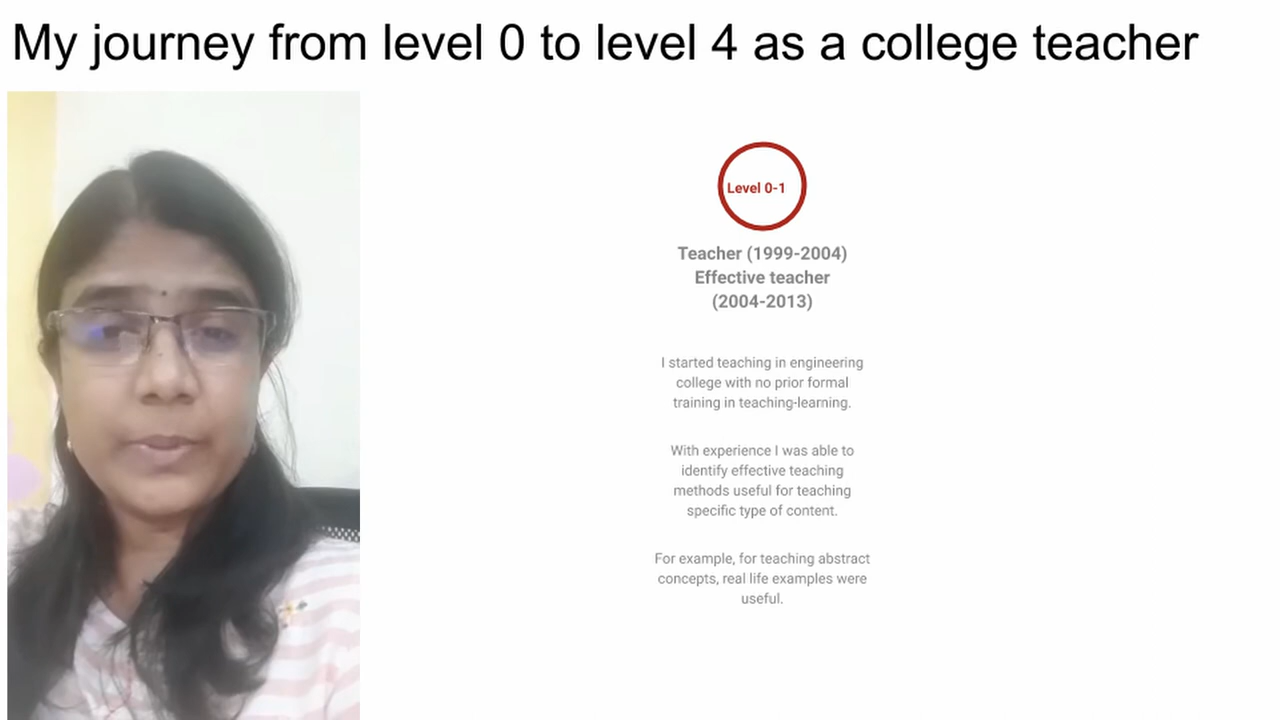 My journey from level 0 to level 4 as a college teacher
Level 0-1
Teacher (1999-2004)
Effective teacher
(2004-2013)
I started teaching in engineering
college with no prior formal
training in teaching-learning.
With experience I was able to
identify effective teaching
methods useful for teaching
specific type of content.
For example, for teaching abstract
concepts, real life examples were
useful.